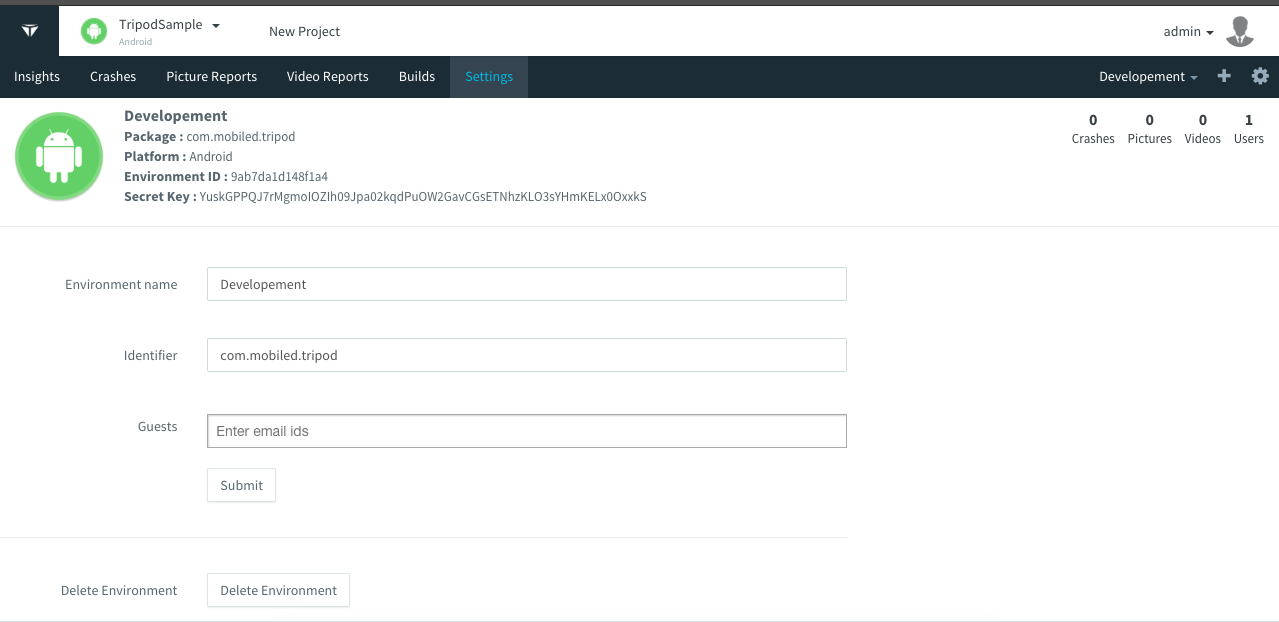 TripodSample
Android
New Project
admin
Insights Crashes Picture Reports Video Reports Builds Settings Developement
Developement
Package : com.mobiled.tripod
Platform : Android
Environment ID : 9ab7da1d148f1a4
Secret Key : YuskGPPQJ7rMgmoIOZIh09Jpa02kqdPuOW2GavCGsETNhzKLO3sYHmKELx0OxxkS
0 0 0 1
Crashes Pictures Videos Users
Environment name Developement
Identifier com.mobiled.tripod
Guests Enter email ids
Submit
Delete Environment Delete Environment